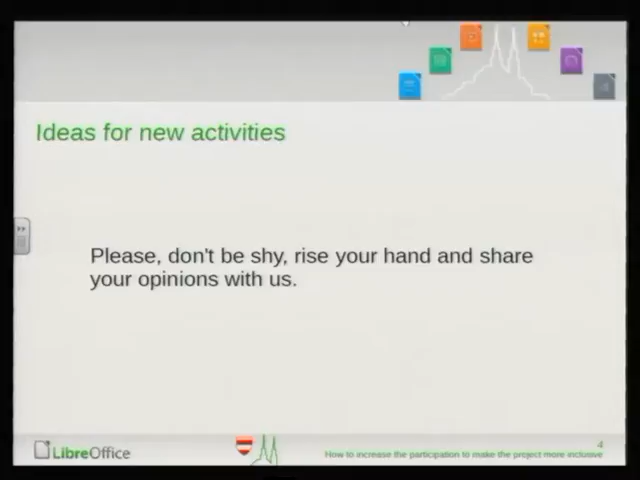 Ideas for new activities
Please, don't be shy, rise your hand and share
your opinions with us.
LibreOffice
4
How to increase the participation to make the project more inclusive